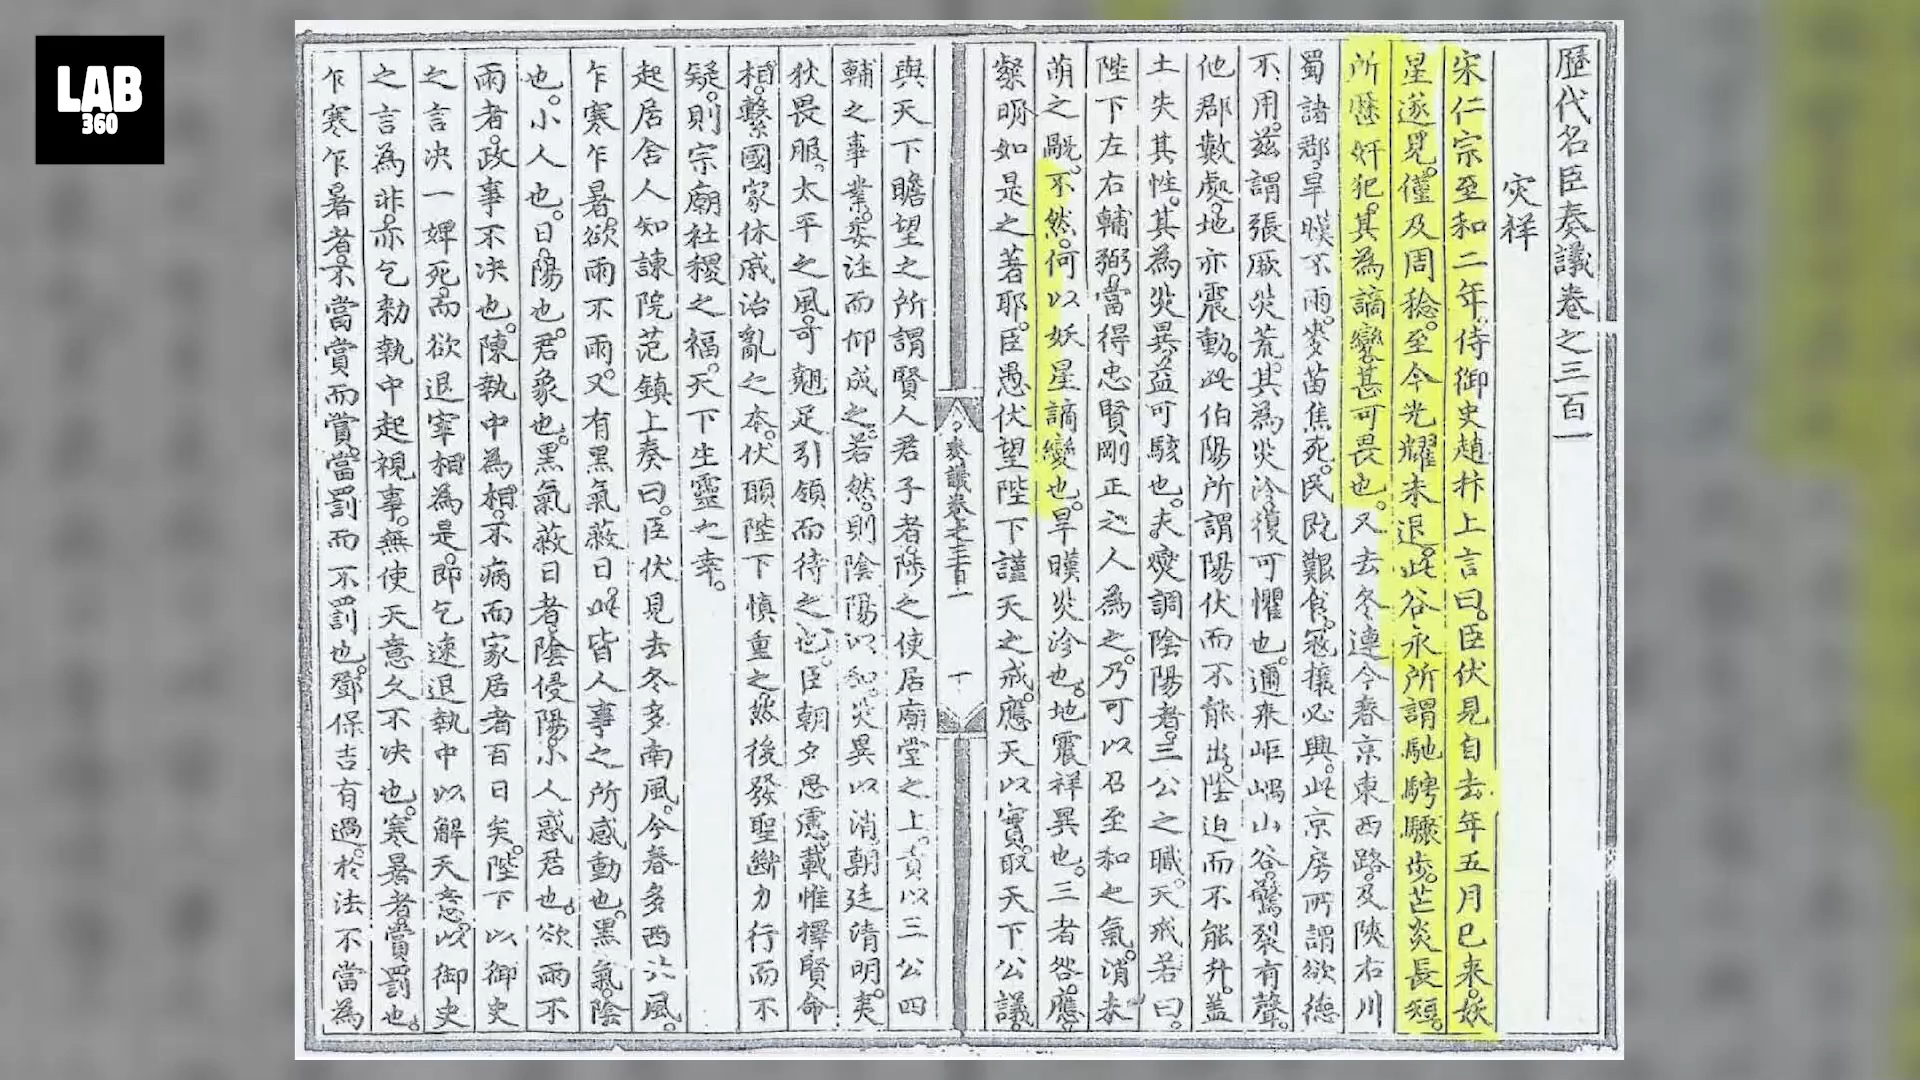 歷代名臣奏議卷之三百一
災祥
宋仁宗至和二年侍御史趙抃上言曰。臣伏見自去年五月已来。妖
星遂見。僅及周稔。至今光耀未退。此谷永所謂馳騁驟步。芒炎長短。
所歷奸犯。其為謫變甚可畏也。又去冬連今春京東西路。及陝右川
蜀諸郡。旱暵不雨。麥苗焦死。民既艱食。寇攘必興。此京房所謂欲德
不用。茲謂張厥災荒。其為災沴復可懼也。邇来岠嵎山谷。驚裂有聲。
他郡數處。地亦震動。此伯陽所謂陽伏而不能出。陰迫而不能升。蓋
土失其性。其為災異。益可駭也。夫燮調陰陽者。三公之職。天戒若曰。
陛下左右輔弼。當得忠賢剛正之人為之。乃可以召至和之氣。消未
萌之。不然。何以妖星謫變也。旱暵災沴也。地震祥異也。三者咎應。
粲明如是之著耶。臣愚伏望陛下謹天之戒。應天以實。取天下公議。
奏議卷之三百一
與天下瞻望之所謂賢人君子者。陟之使居廟堂之上。責以三公四
輔之事業。委注而仰成之。若然。則陰陽以和。災異以消。朝廷清明。夷
狄畏服。太平之風。可翹足引領而待之也。臣朝夕思慮。載惟擇賢命
相。繫國家休戚治亂之本。伏願陛下慎重之。然後發聖斷力行而不
疑。則宗廟社稷之福。天下生靈之幸。
起居舍人知諫院范鎮上奏曰。臣伏見去冬多南風。今春多西北風。
乍寒乍暑。欲雨不雨。又有黑氣蔽日。此皆人事之所感動也。黑氣。陰
也。小人也。日。陽也。君象也。黑氣蔽日者。陰侵陽。小人惑君也。欲雨不
雨者。政事不決也。陳執中為相。不病而家居者百日矣。陛下以御史
之言決一婢死。而欲退宰相為是。即乞速退執中以解天意。以御史
之言為非。亦乞勅執中起視事。無使天意久不決也。寒暑者。賞罰也。
乍寒乍暑者。不當賞而賞。當罰而不罰也。鄧保吉有過。於法不當為
LAB
360